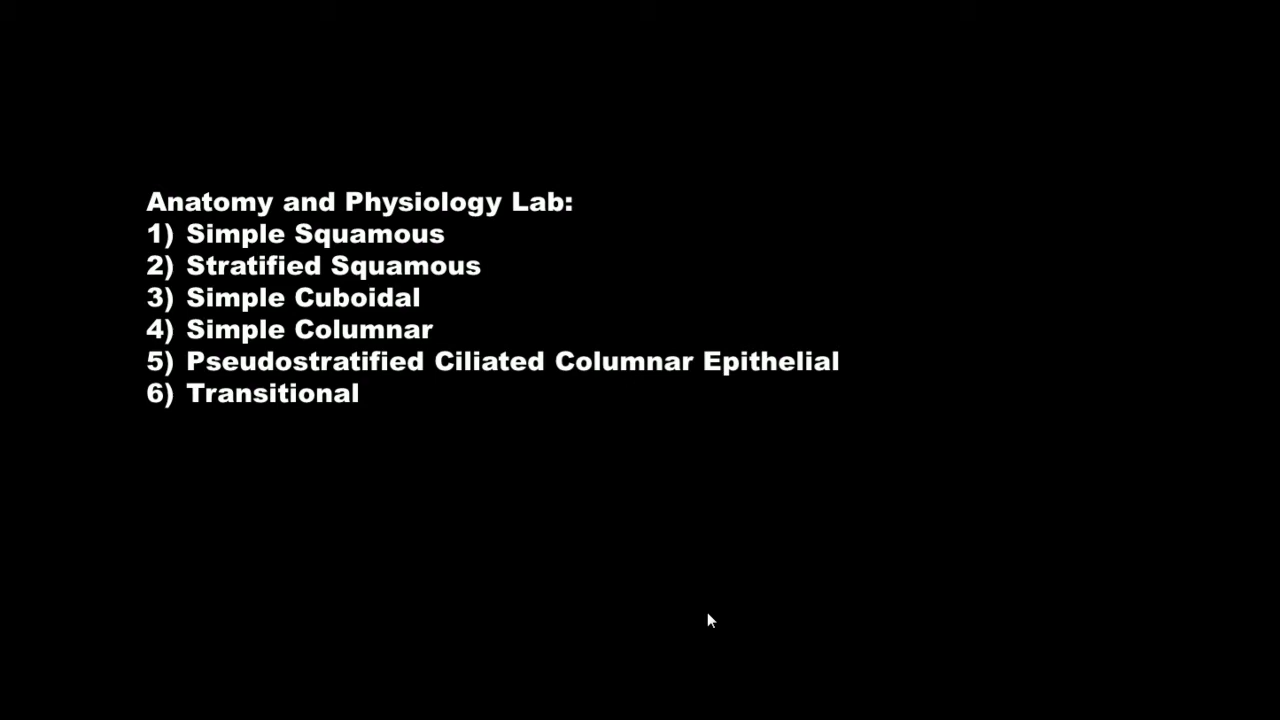 Anatomy and Physiology Lab:
1) Simple Squamous
2) Stratified Squamous
3) Simple Cuboidal
4) Simple Columnar
5) Pseudostratified Ciliated Columnar Epithelial
6) Transitional